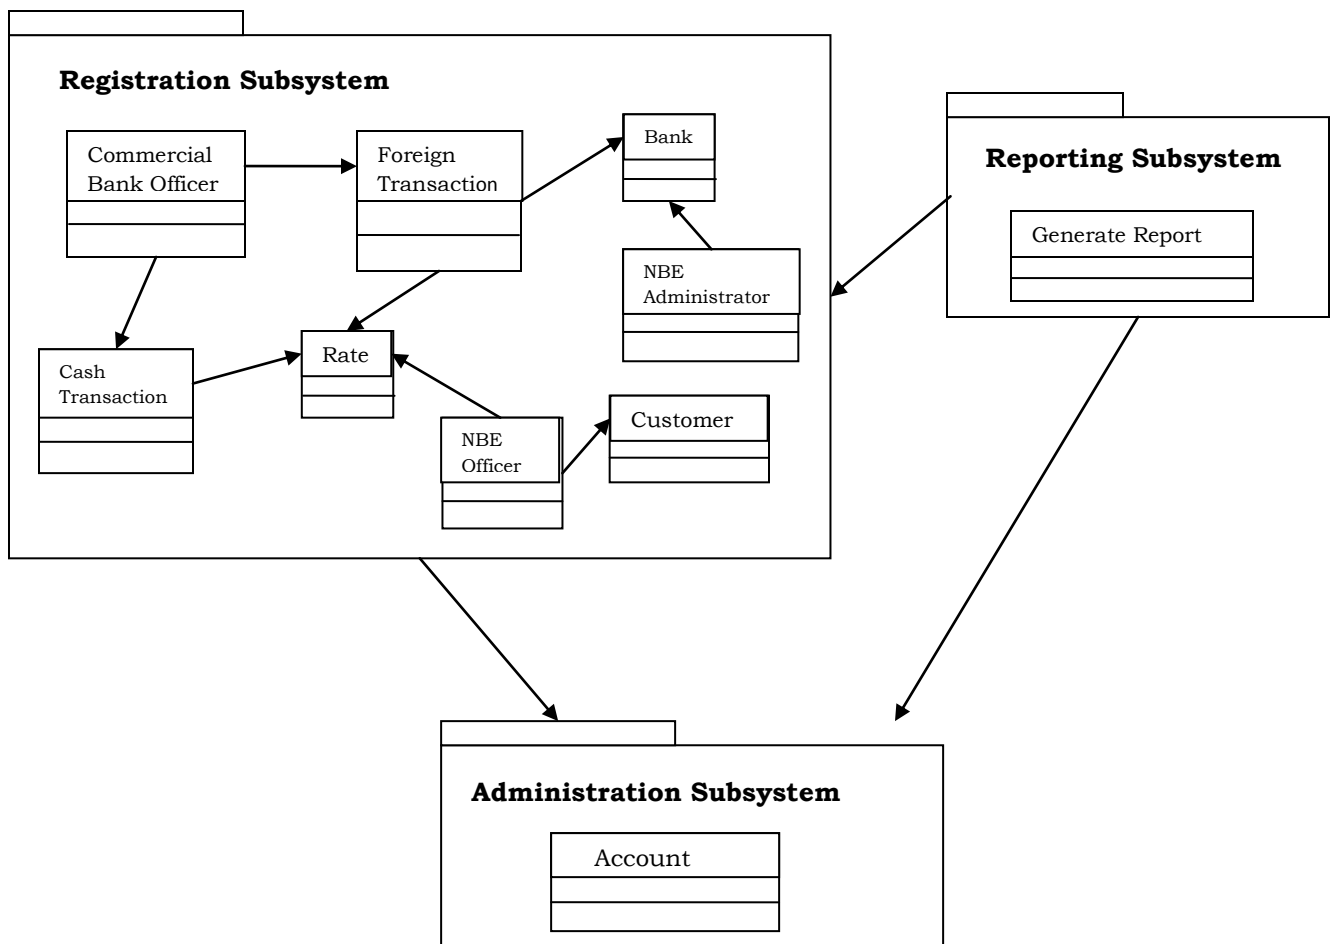 Registration Subsystem
Commercial
Bank Officer
Foreign
Transaction
Bank
NBE
Administrator
Cash
Transaction
Rate
NBE
Officer
Customer
Reporting Subsystem
Generate Report
Administration Subsystem
Account